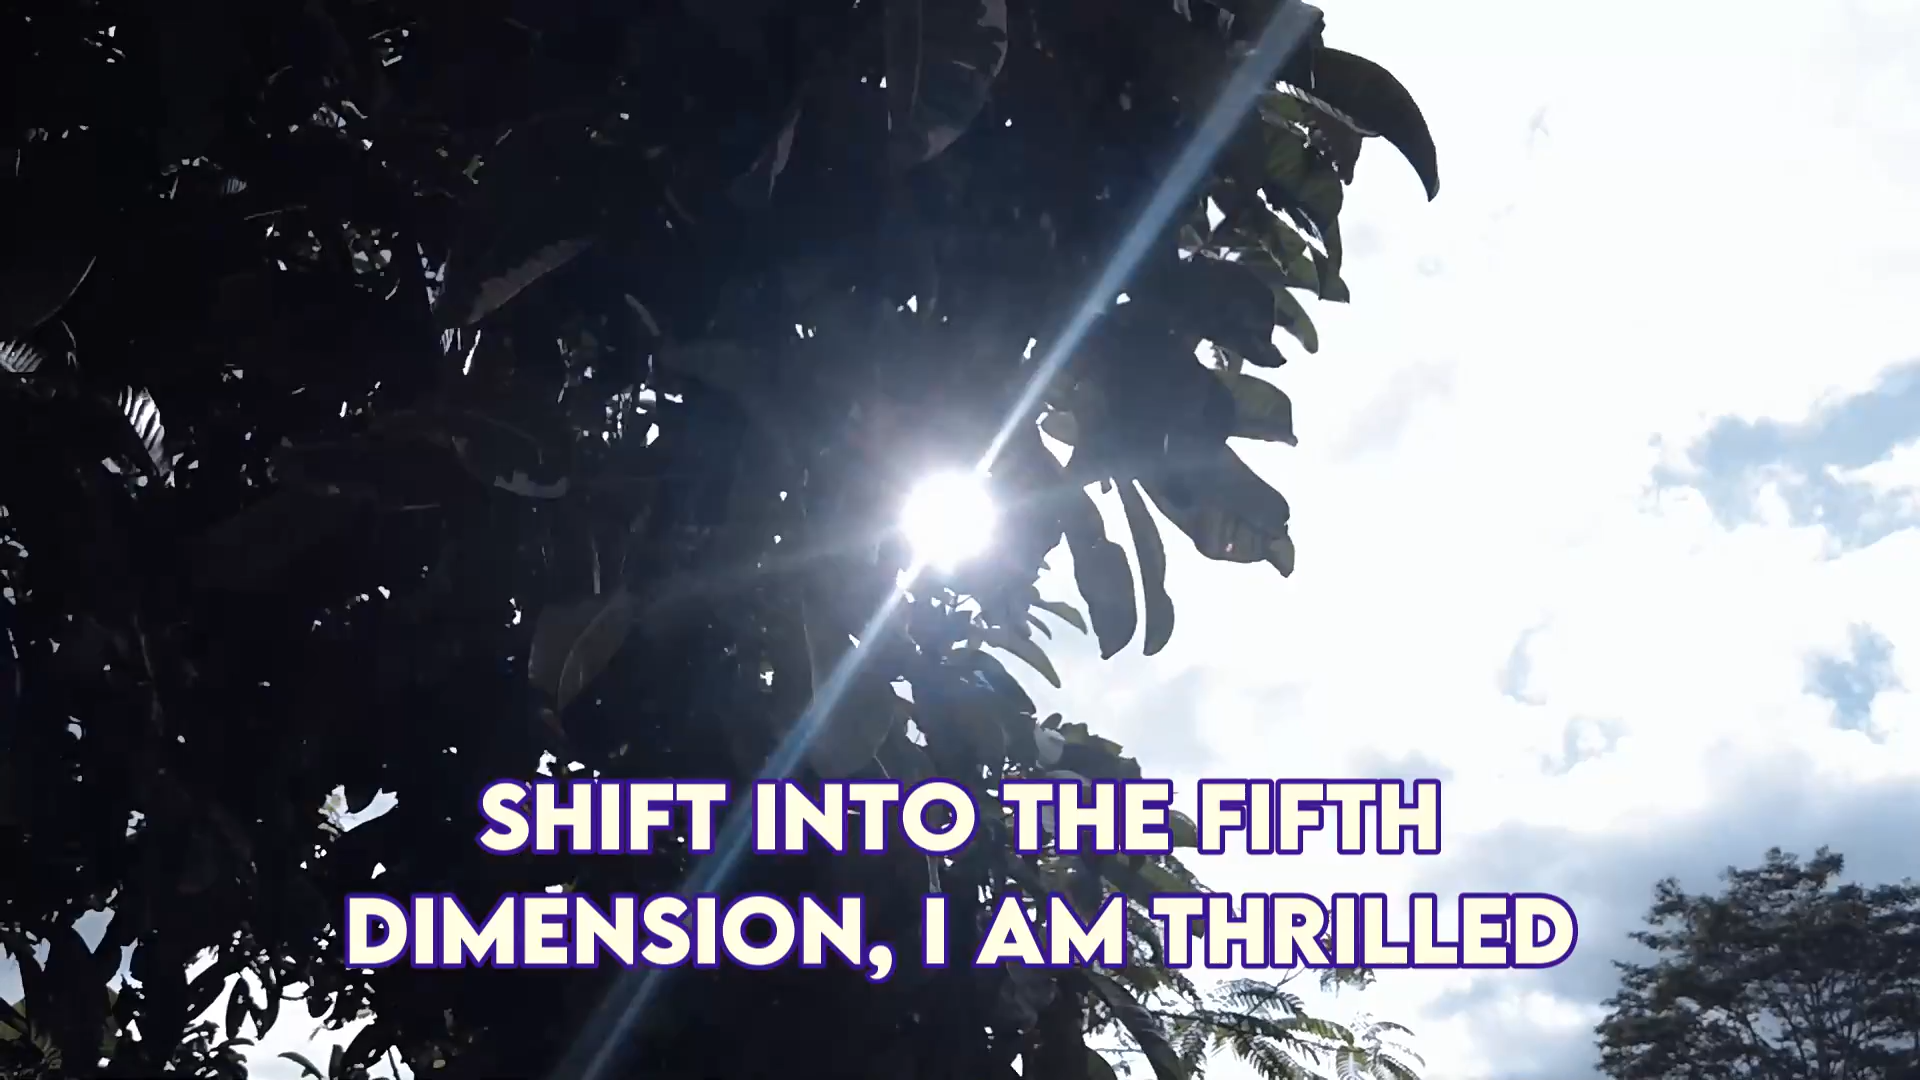 SHIFT INTO THE FIFTH
DIMENSION, I AM THRILLED